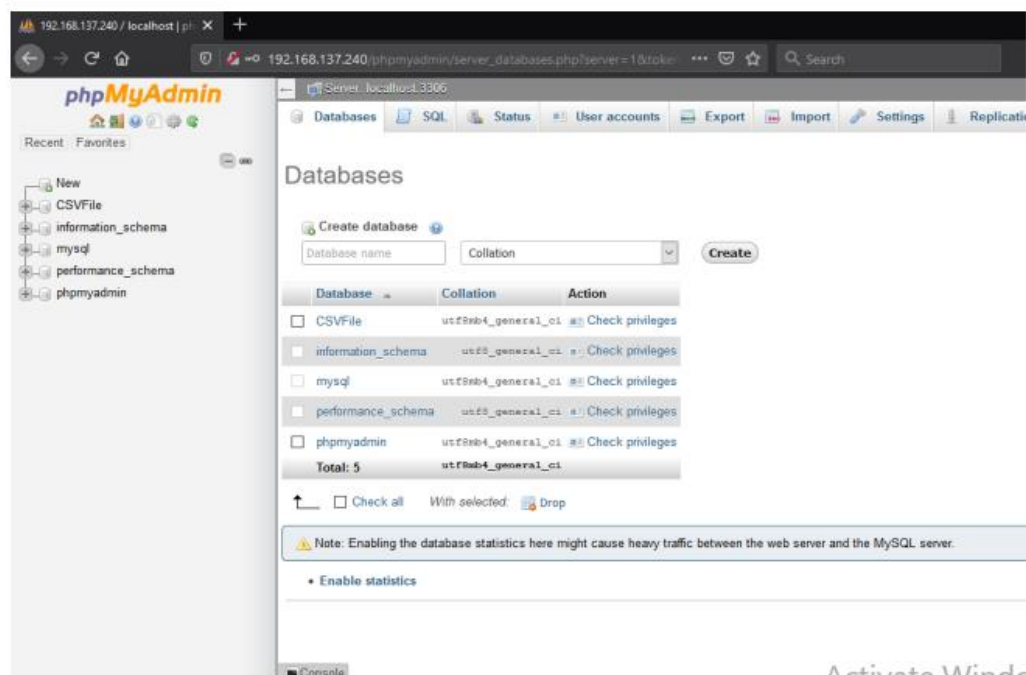 192.168.137.240 / localhost | ph
192.168.137.240/phpmyadmin/server_databases.php?server=1&token
Search
phpMyAdmin
Recent Favorites
New
CSVFile
information_schema
mysql
performance_schema
phpmyadmin
Server: localhost:3306
Databases SQL Status User accounts Export Import Settings Replicati
Databases
Create database
Database name Collation Create
Database Collation Action
CSVFile utf8mb4_general_ci Check privileges
information_schema utf8_general_ci Check privileges
mysql utf8mb4_general_ci Check privileges
performance_schema utf8_general_ci Check privileges
phpmyadmin utf8mb4_general_ci Check privileges
Total: 5 utf8mb4_general_ci
Check all With selected: Drop
Note: Enabling the database statistics here might cause heavy traffic between the web server and the MySQL server.
• Enable statistics
Console
Activate Windo